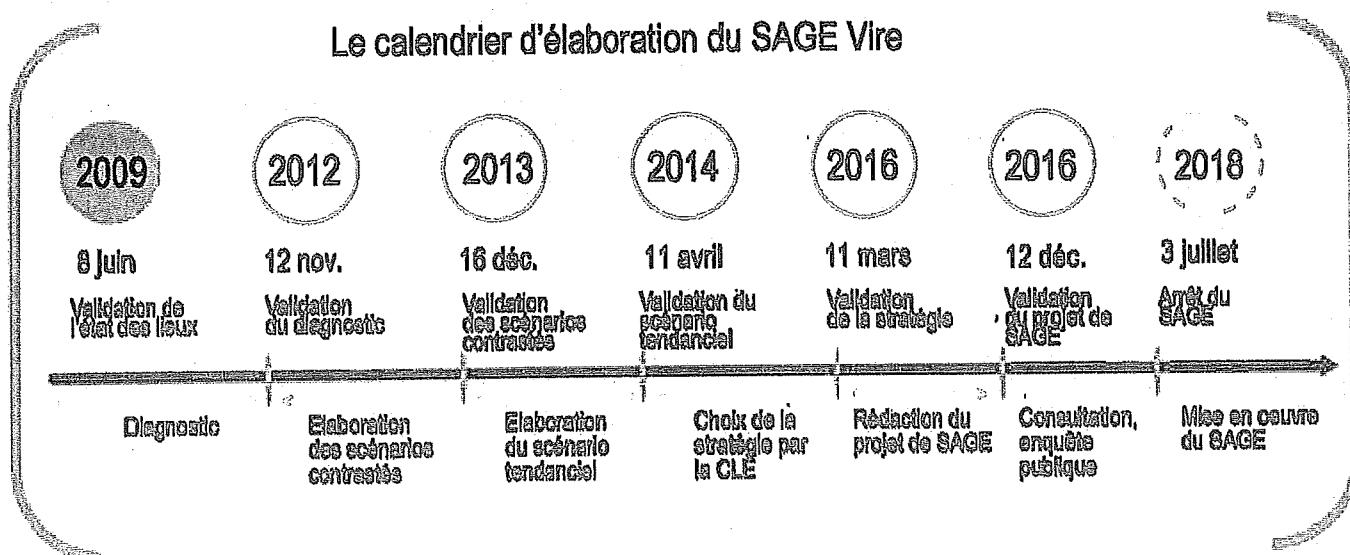 Le calendrier d'élaboration du SAGE Vire
2009
2012
2013
2014
2016
2016
2018
8 juin
12 nov.
16 déc.
11 avril
11 mars
12 déc.
3 juillet
Validation de
l'état des lieux
Validation
du diagnostic
Validation
des scénarios
contrastés
Validation du
scénario
tendanciel
Validation
de la stratégie
Validation
du projet de
SAGE
Arrêt du
SAGE
Diagnostic
Elaboration
des scénarios
contrastés
Elaboration
du scénario
tendanciel
Choix de la
stratégie par
la CLE
Rédaction du
projet de SAGE
Consultation,
enquête
publique
Mise en oeuvre
du SAGE